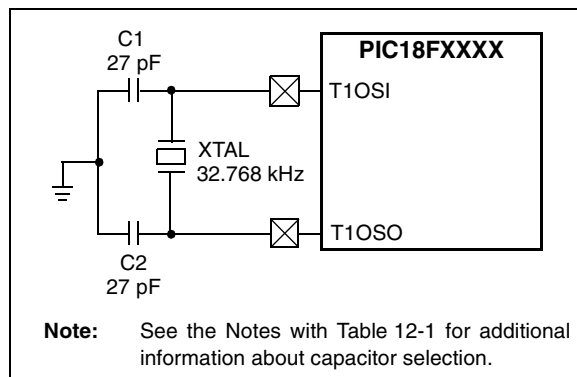 C1
27 pF
PIC18FXXXX
T1OSI
XTAL
32.768 kHz
T1OSO
C2
27 pF
Note: See the Notes with Table 12-1 for additional
information about capacitor selection.